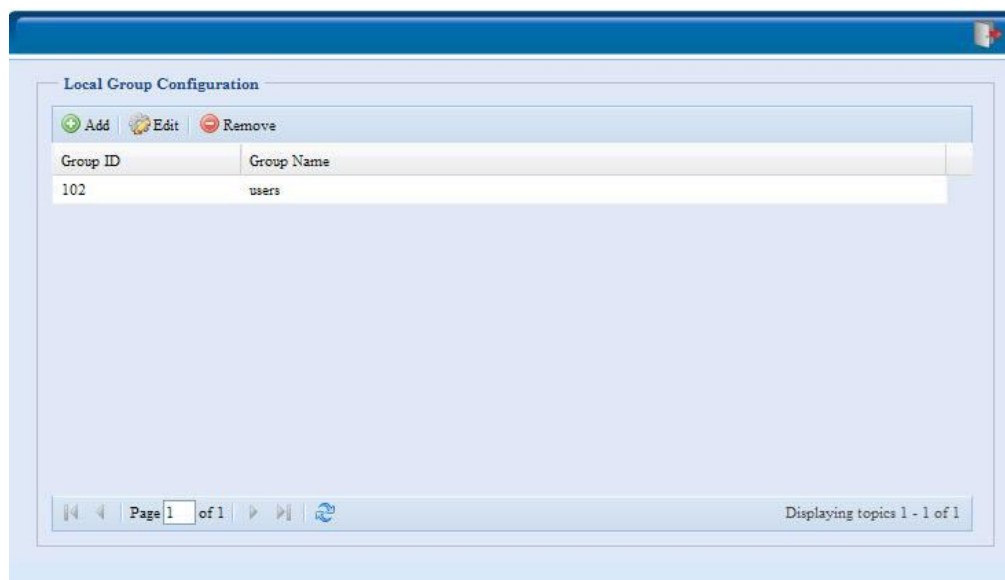 Local Group Configuration
Add Edit Remove
Group ID Group Name
102 users
Page 1 of 1 Displaying topics 1 - 1 of 1